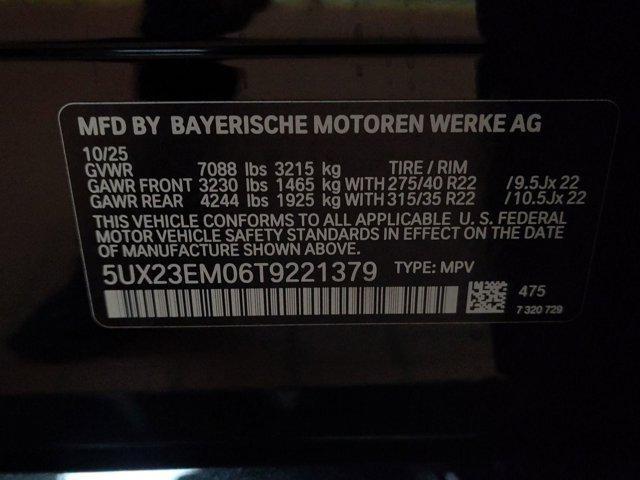 MFD BY BAYERISCHE MOTOREN WERKE AG
10/25
GVWR 7088 lbs 3215 kg TIRE / RIM
GAWR FRONT 3230 lbs 1465 kg WITH 275/40 R22 /9.5Jx 22
GAWR REAR 4244 lbs 1925 kg WITH 315/35 R22 /10.5Jx 22
THIS VEHICLE CONFORMS TO ALL APPLICABLE U. S. FEDERAL
MOTOR VEHICLE SAFETY STANDARDS IN EFFECT ON THE DATE
OF MANUFACTURE SHOWN ABOVE.
5UX23EM06T9221379 TYPE: MPV
475
7 320 729